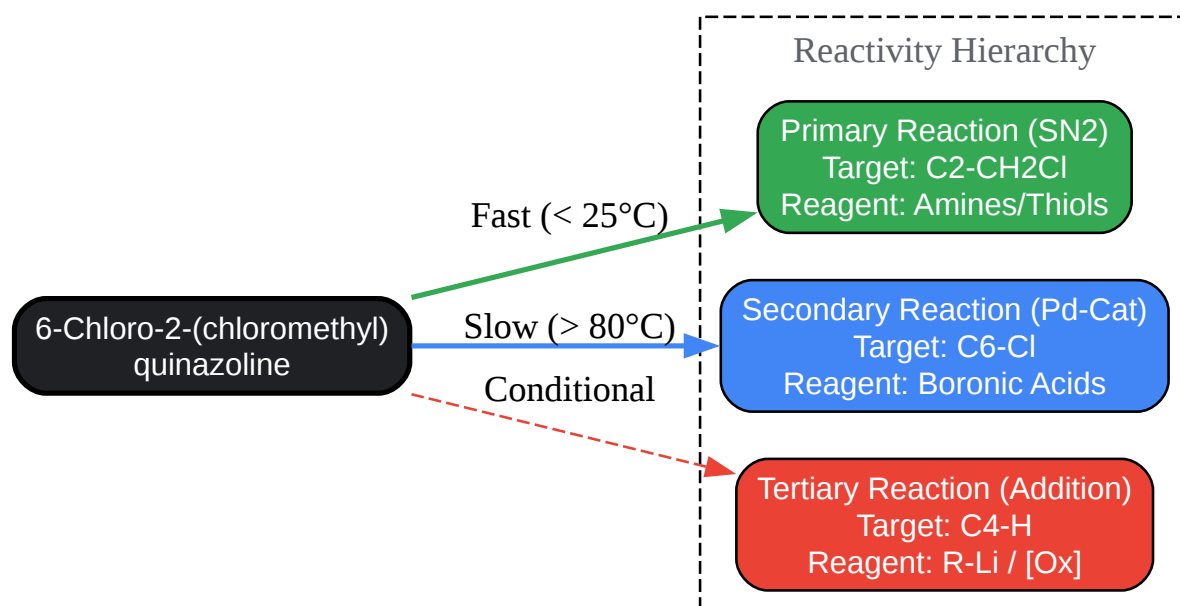 Reactivity Hierarchy
Primary Reaction (SN2)
Target: C2-CH2Cl
Reagent: Amines/Thiols
Fast (< 25°C)
6-Chloro-2-(chloromethyl)
quinazoline
Slow (> 80°C)
Secondary Reaction (Pd-Cat)
Target: C6-Cl
Reagent: Boronic Acids
Conditional
Tertiary Reaction (Addition)
Target: C4-H
Reagent: R-Li / [Ox]